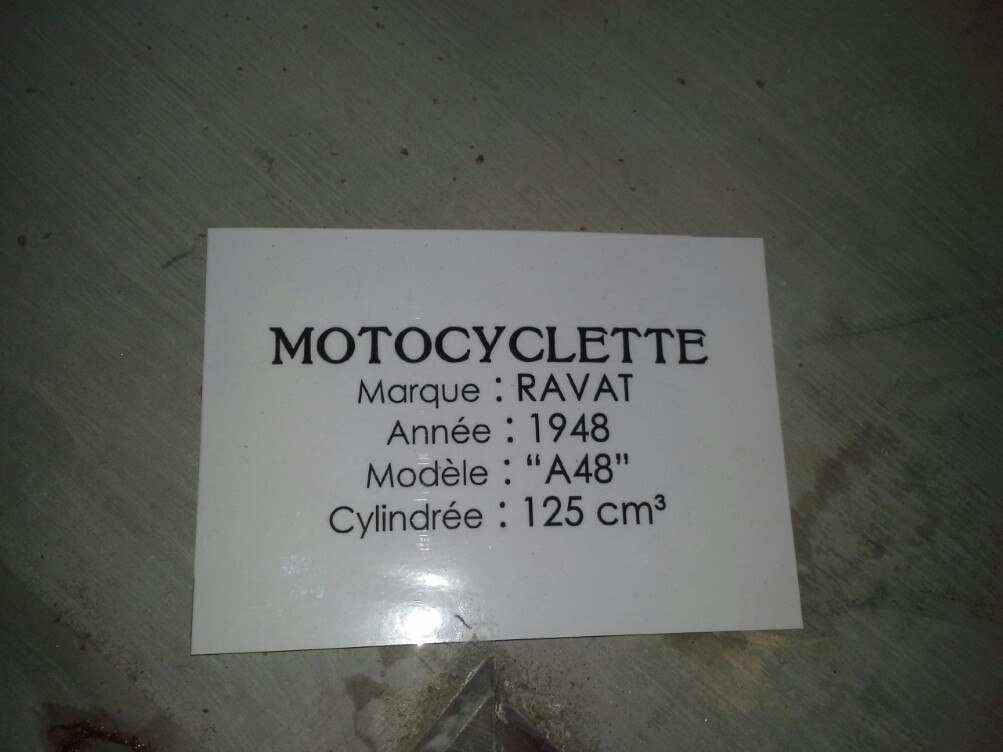 MOTOCYCLETTE
Marque : RAVAT
Année : 1948
Modèle : “A48”
Cylindrée : 125 cm³